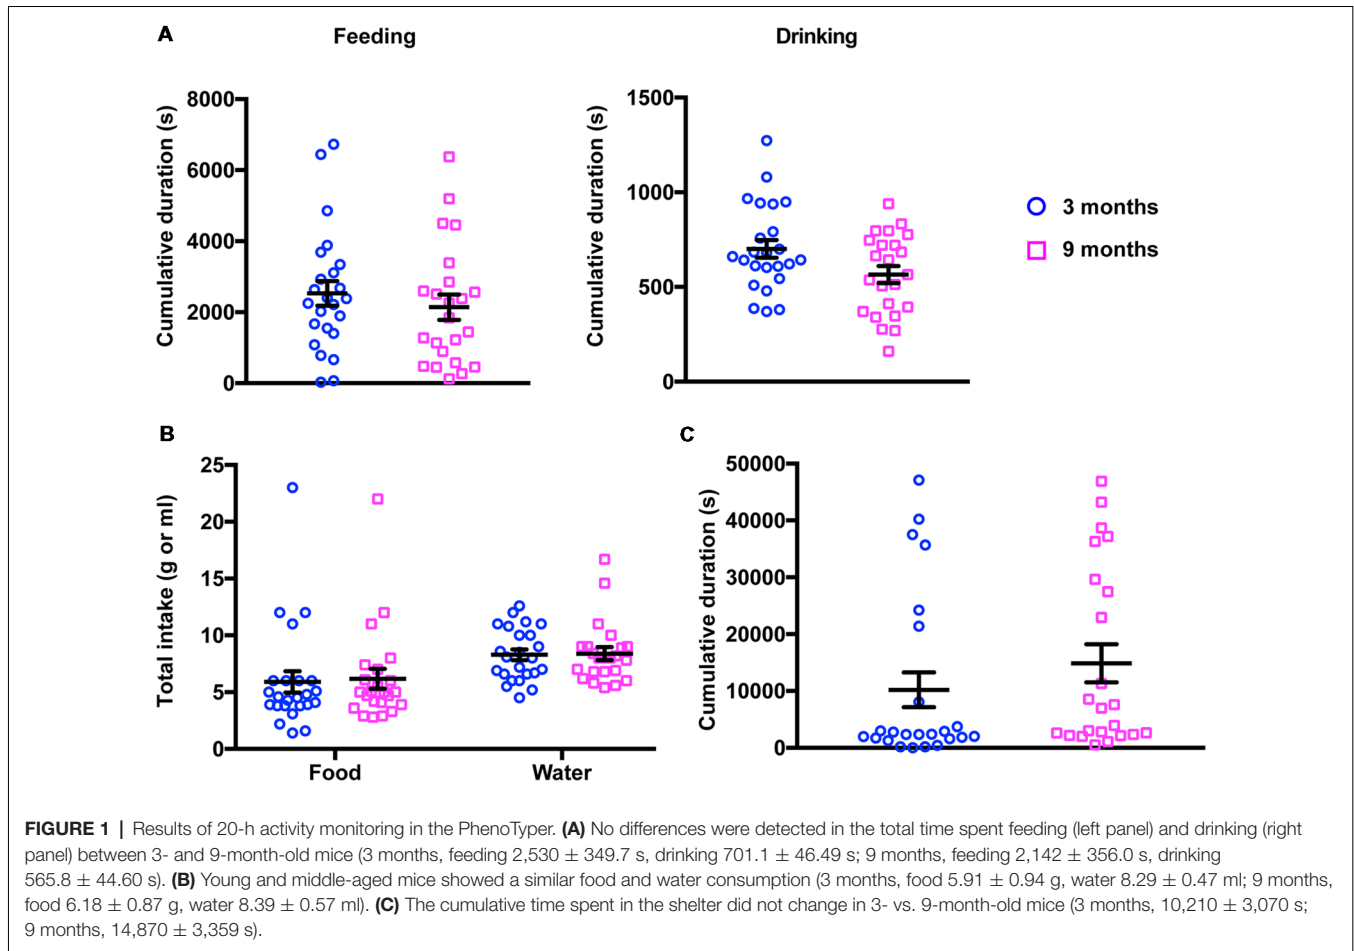 A
Feeding
Drinking
Cumulative duration (s)
8000
6000
4000
2000
0
Cumulative duration (s)
1500
1000
500
0
3 months
9 months
B
Total intake (g or ml)
25
20
15
10
5
0
Food
Water
C
Cumulative duration (s)
50000
40000
30000
20000
10000
0
FIGURE 1 | Results of 20-h activity monitoring in the PhenoTyper. (A) No differences were detected in the total time spent feeding (left panel) and drinking (right
panel) between 3- and 9-month-old mice (3 months, feeding 2,530 ± 349.7 s, drinking 701.1 ± 46.49 s; 9 months, feeding 2,142 ± 356.0 s, drinking
565.8 ± 44.60 s). (B) Young and middle-aged mice showed a similar food and water consumption (3 months, food 5.91 ± 0.94 g, water 8.29 ± 0.47 ml; 9 months,
food 6.18 ± 0.87 g, water 8.39 ± 0.57 ml). (C) The cumulative time spent in the shelter did not change in 3- vs. 9-month-old mice (3 months, 10,210 ± 3,070 s;
9 months, 14,870 ± 3,359 s).